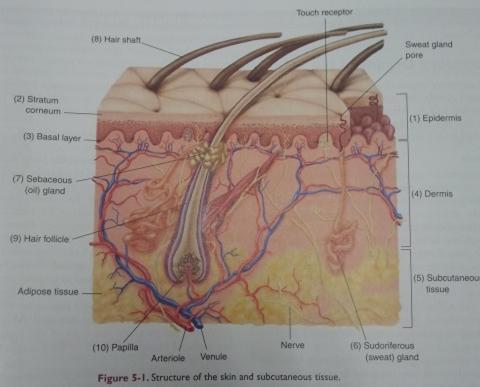 Touch receptor
(8) Hair shaft
Sweat gland
pore
(2) Stratum
corneum
(1) Epidermis
(3) Basal layer
(7) Sebaceous
(oil) gland
(4) Dermis
(9) Hair follicle
(5) Subcutaneou
tissue
Adipose tissue
(10) Papilla
Arteriole
Venule
Nerve
(6) Sudoriferous
(sweat) gland
Figure 5-1. Structure of the skin and subcutaneous tissue.